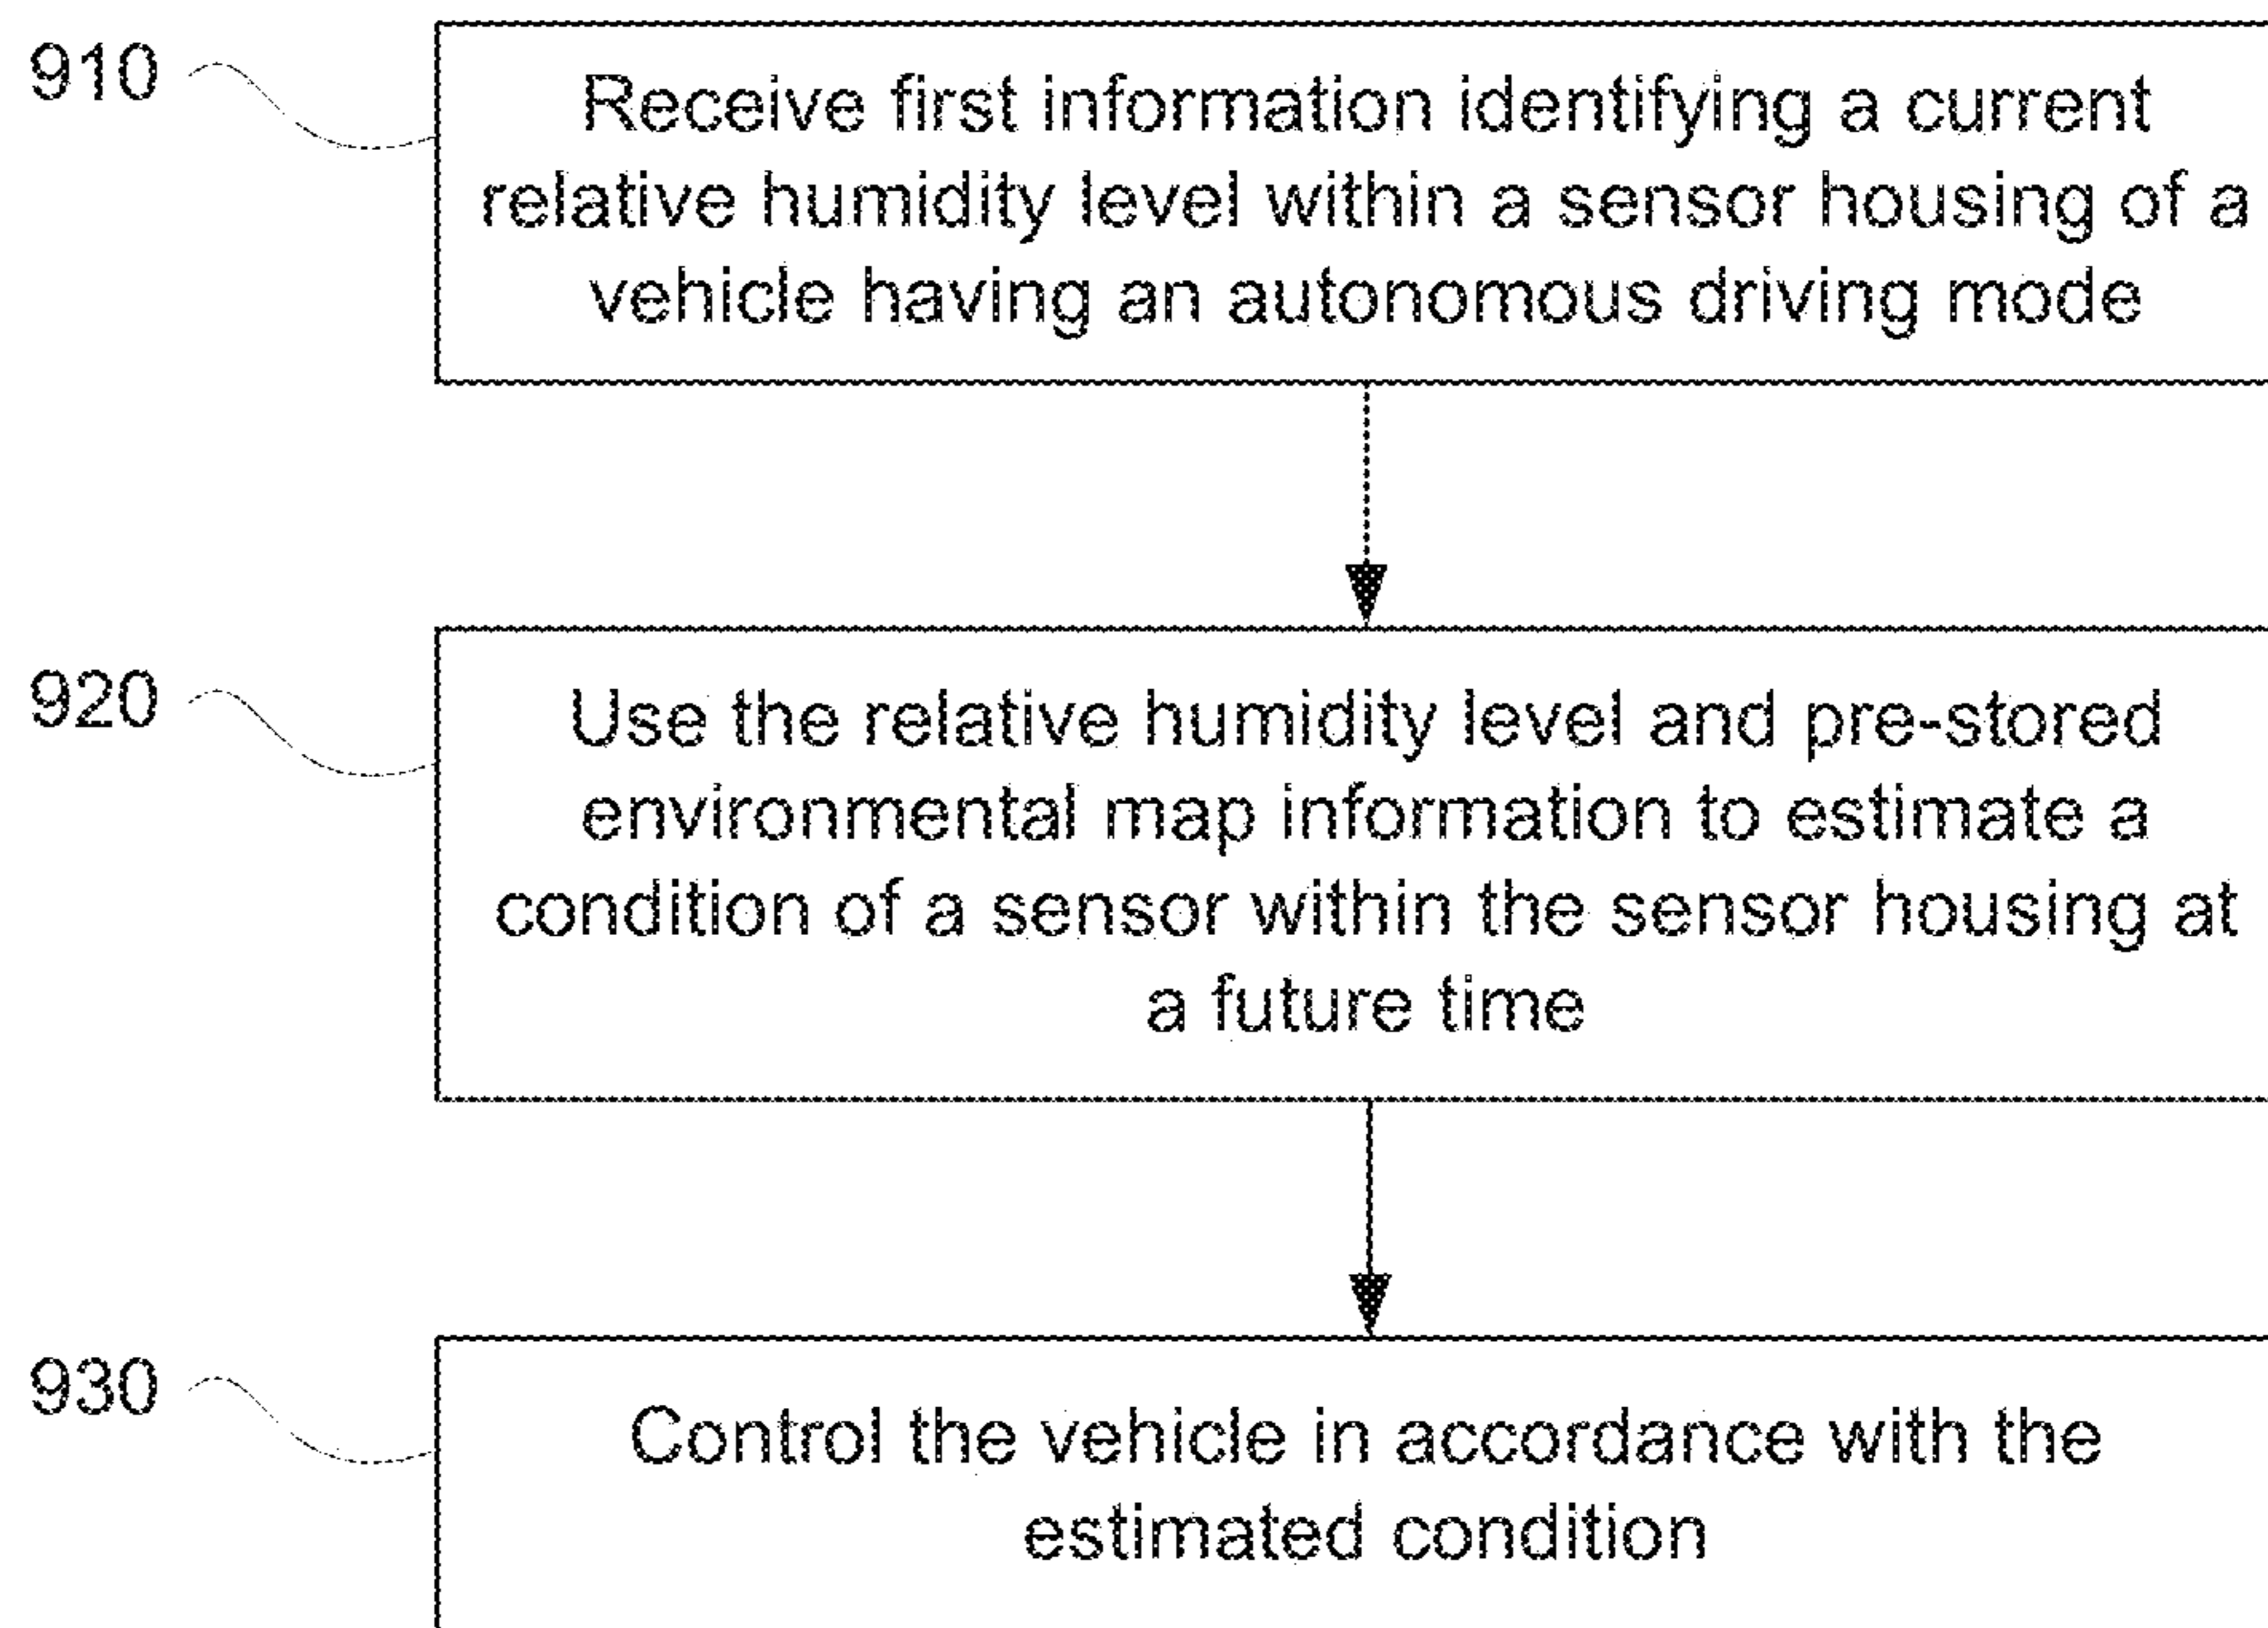 910
Receive first information identifying a current
relative humidity level within a sensor housing of a
vehicle having an autonomous driving mode
920
Use the relative humidity level and pre-stored
environmental map information to estimate a
condition of a sensor within the sensor housing at
a future time
930
Control the vehicle in accordance with the
estimated condition